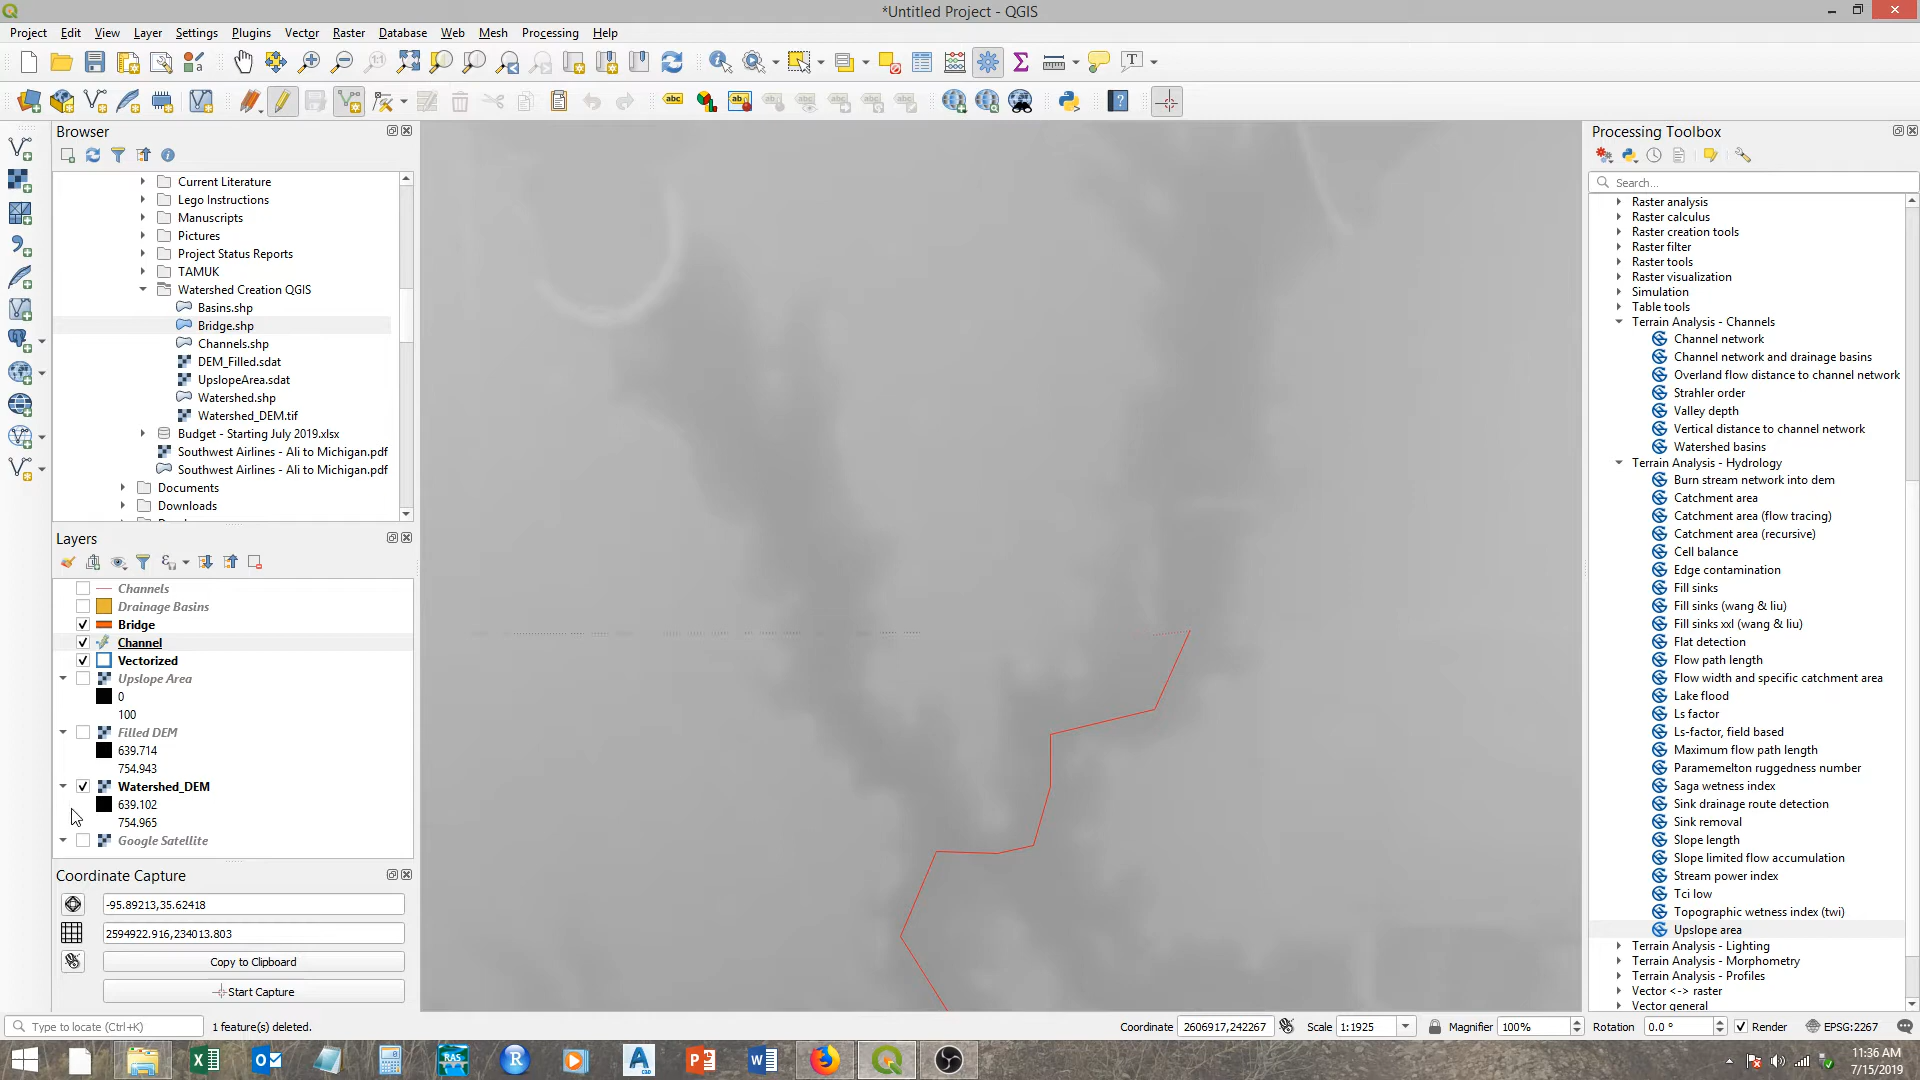 *Untitled Project - QGIS
Project Edit View Layer Settings Plugins Vector Raster Database Web Mesh Processing Help
Browser
Current Literature
Lego Instructions
Manuscripts
Pictures
Project Status Reports
TAMUK
Watershed Creation QGIS
Basins.shp
Bridge.shp
Channels.shp
DEM_Filled.sdat
UpslopeArea.sdat
Watershed.shp
Watershed_DEM.tif
Budget - Starting July 2019.xlsx
Southwest Airlines - Ali to Michigan.pdf
Southwest Airlines - Ali to Michigan.pdf
Documents
Downloads
Layers
Channels
Drainage Basins
Bridge
Channel
Vectorized
Upslope Area
0
100
Filled DEM
639.714
754.943
Watershed_DEM
639.102
754.965
Google Satellite
Coordinate Capture
-95.89213,35.62418
2594922.916,234013.803
Copy to Clipboard
Start Capture
Processing Toolbox
Search...
Raster analysis
Raster calculus
Raster creation tools
Raster filter
Raster tools
Raster visualization
Simulation
Table tools
Terrain Analysis - Channels
Channel network
Channel network and drainage basins
Overland flow distance to channel network
Strahler order
Valley depth
Vertical distance to channel network
Watershed basins
Terrain Analysis - Hydrology
Burn stream network into dem
Catchment area
Catchment area (flow tracing)
Catchment area (recursive)
Cell balance
Edge contamination
Fill sinks
Fill sinks (wang & liu)
Fill sinks xxl (wang & liu)
Flat detection
Flow path length
Flow width and specific catchment area
Lake flood
Ls factor
Ls-factor, field based
Maximum flow path length
Paramemelton ruggedness number
Saga wetness index
Sink drainage route detection
Sink removal
Slope length
Slope limited flow accumulation
Stream power index
Tci low
Topographic wetness index (twi)
Upslope area
Terrain Analysis - Lighting
Terrain Analysis - Morphometry
Terrain Analysis - Profiles
Vector <-> raster
Vector general
Type to locate (Ctrl+K) 1 feature(s) deleted. Coordinate 2606917,242267 Scale 1:1925 Magnifier 100% Rotation 0.0 ° Render EPSG:2267
11:36 AM
7/15/2019